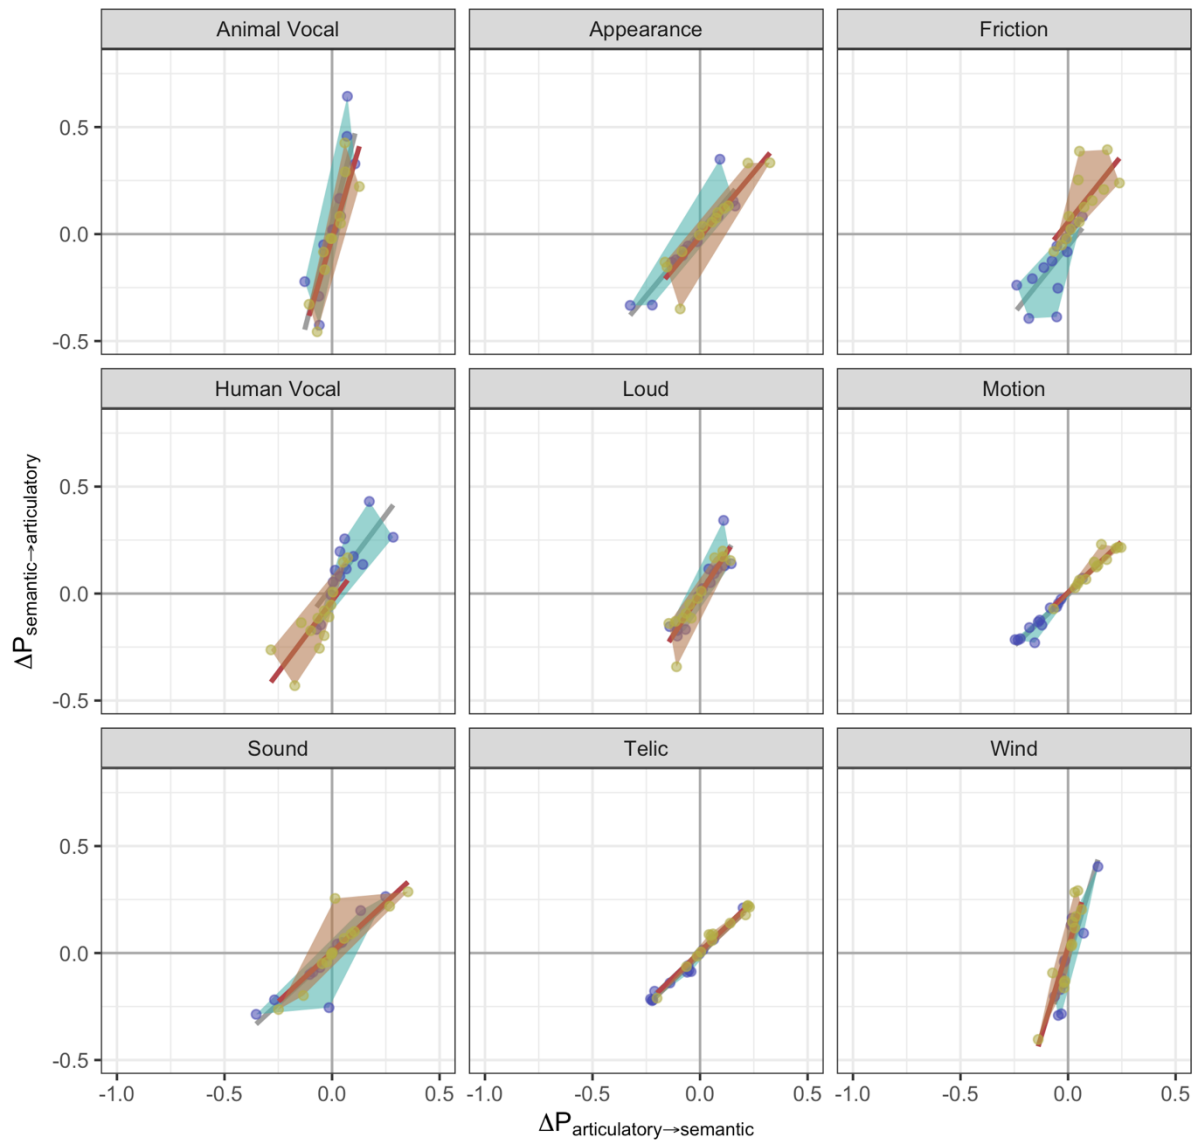 Animal Vocal Appearance Friction
0.5
0.0
-0.5
Human Vocal Loud Motion
0.5
0.0
-0.5
ΔPsemantic→articulatory
Sound Telic Wind
0.5
0.0
-0.5
-1.0 -0.5 0.0 0.5 -1.0 -0.5 0.0 0.5 -1.0 -0.5 0.0 0.5
ΔParticulatory→semantic